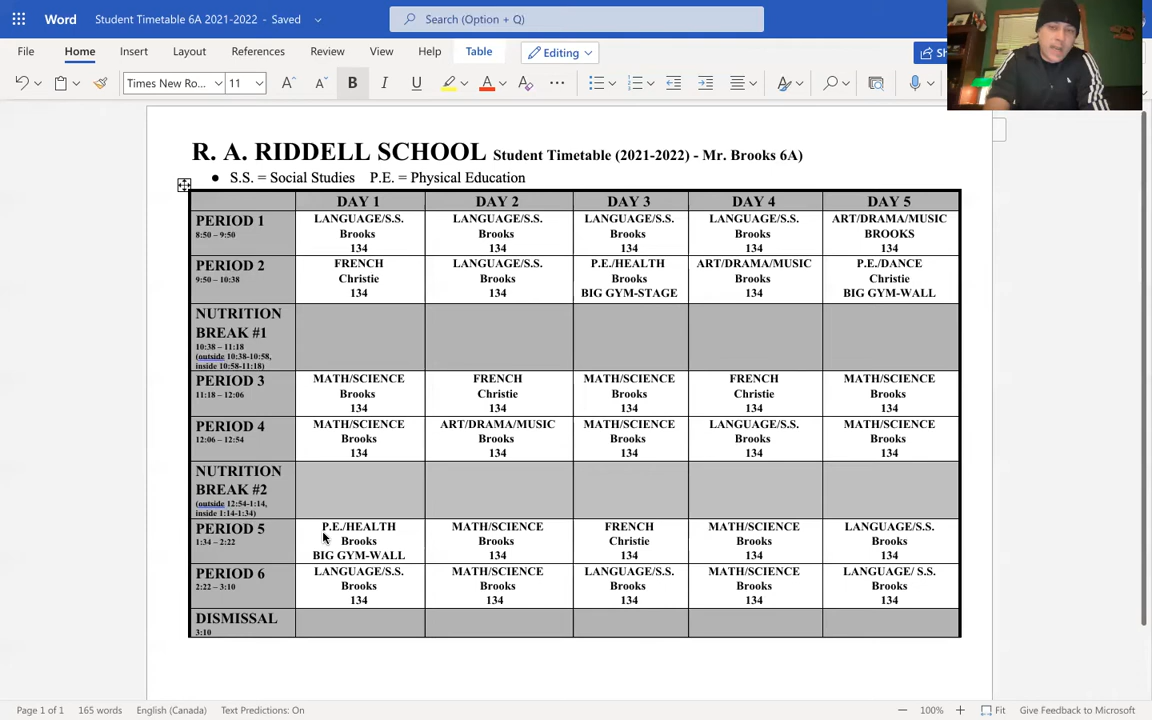 Word Student Timetable 6A 2021-2022 - Saved Search (Option + Q)
File Home Insert Layout References Review View Help Table Editing
Times New Ro... 11 B I U A
R. A. RIDDELL SCHOOL Student Timetable (2021-2022) - Mr. Brooks 6A)
● S.S. = Social Studies P.E. = Physical Education
DAY 1 DAY 2 DAY 3 DAY 4 DAY 5
PERIOD 1 LANGUAGE/S.S. LANGUAGE/S.S. LANGUAGE/S.S. LANGUAGE/S.S. ART/DRAMA/MUSIC
8:50 – 9:50 Brooks Brooks Brooks Brooks BROOKS
134 134 134 134 134
PERIOD 2 FRENCH LANGUAGE/S.S. P.E./HEALTH ART/DRAMA/MUSIC P.E./DANCE
9:50 – 10:38 Christie Brooks Brooks Brooks Christie
134 134 BIG GYM-STAGE 134 BIG GYM-WALL
NUTRITION
BREAK #1
10:38 – 11:18
(outside 10:38-10:58,
inside 10:58-11:18)
PERIOD 3 MATH/SCIENCE FRENCH MATH/SCIENCE FRENCH MATH/SCIENCE
11:18 – 12:06 Brooks Christie Brooks Christie Brooks
134 134 134 134 134
PERIOD 4 MATH/SCIENCE ART/DRAMA/MUSIC MATH/SCIENCE LANGUAGE/S.S. MATH/SCIENCE
12:06 – 12:54 Brooks Brooks Brooks Brooks Brooks
134 134 134 134 134
NUTRITION
BREAK #2
(outside 12:54-1:14,
inside 1:14-1:34)
PERIOD 5 P.E./HEALTH MATH/SCIENCE FRENCH MATH/SCIENCE LANGUAGE/S.S.
1:34 – 2:22 Brooks Brooks Christie Brooks Brooks
BIG GYM-WALL 134 134 134 134
PERIOD 6 LANGUAGE/S.S. MATH/SCIENCE LANGUAGE/S.S. MATH/SCIENCE LANGUAGE/ S.S.
2:22 – 3:10 Brooks Brooks Brooks Brooks Brooks
134 134 134 134 134
DISMISSAL
3:10
Page 1 of 1 165 words English (Canada) Text Predictions: On 100% Fit Give Feedback to Microsoft